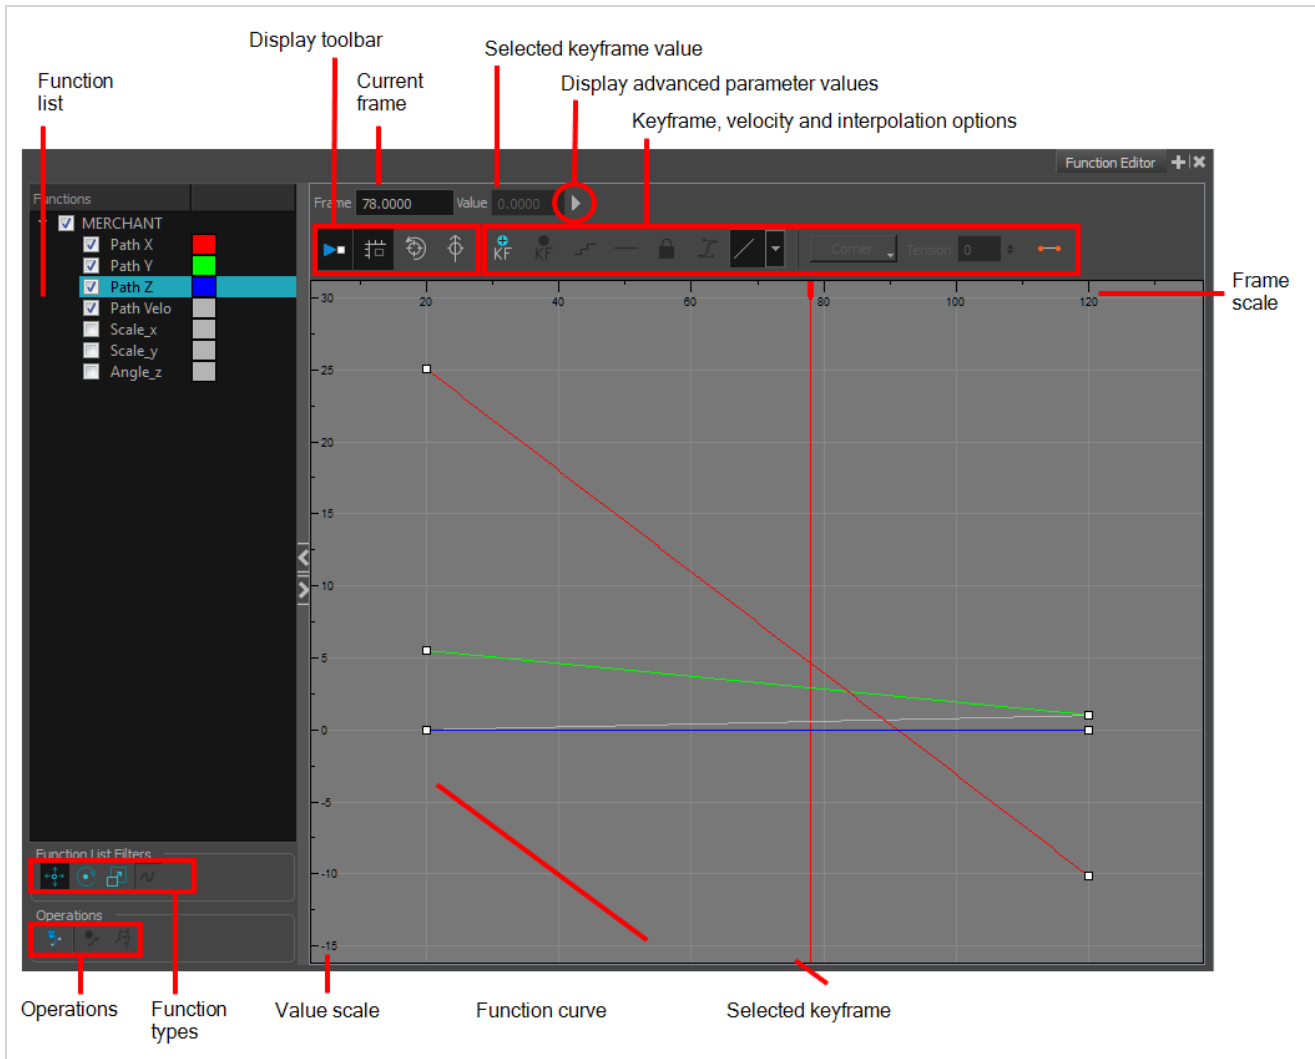 Display toolbar
Selected keyframe value
Function
list
Current
frame
Display advanced parameter values
Keyframe, velocity and interpolation options
Function Editor
Functions
Frame 78.0000 Value 0.0000
MERCHANT
Path X
Path Y
Path Z
Path Velo
Scale_x
Scale_y
Angle_z
KF KF Corner Tension 0
Frame
scale
30 20 40 60 80 100 120
25
20
15
10
5
0
-5
-10
-15
Function List Filters
Operations
Operations
Function
types
Value scale
Function curve
Selected keyframe